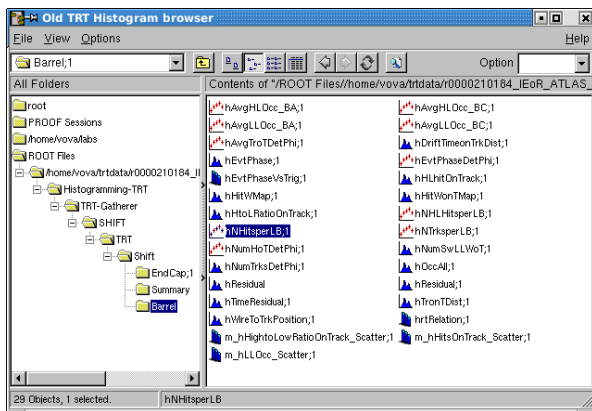 Old TRT Histogram browser
File View Options Help
Barrel;1 Option
All Folders Contents of "/ROOT Files//home/vova/trtdata/r0000210184_IEoR_ATLAS_
root
PROOF Sessions
/home/vova/labs
ROOT Files
/home/vova/trtdata/r0000210184_II
Histogramming-TRT
TRT-Gatherer
SHIFT
TRT
Shift
EndCap;1
Summary
Barrel
hAvgHLOcc_BA;1 hAvgHLOcc_BC;1
hAvgLLOcc_BA;1 hAvgLLOcc_BC;1
hAvgTroTDetPhi;1 hDriftTimeonTrkDist;1
hEvtPhase;1 hEvtPhaseDetPhi;1
hEvtPhaseVsTrig;1 hHLhitOnTrack;1
hHitWMap;1 hHitWonTMap;1
hHtoLRatioOnTrack;1 hNHLHitsperLB;1
hNHitsperLB;1 hNTrksperLB;1
hNumHoTDetPhi;1 hNumSwLLWoT;1
hNumTrksDetPhi;1 hOccAll;1
hResidual hResidual;1
hTimeResidual;1 hTronTDist;1
hWireToTrkPosition;1 hrtRelation;1
m_hHightoLowRatioOnTrack_Scatter;1 m_hHitsOnTrack_Scatter;1
m_hLLOcc_Scatter;1
29 Objects, 1 selected. hNHitsperLB